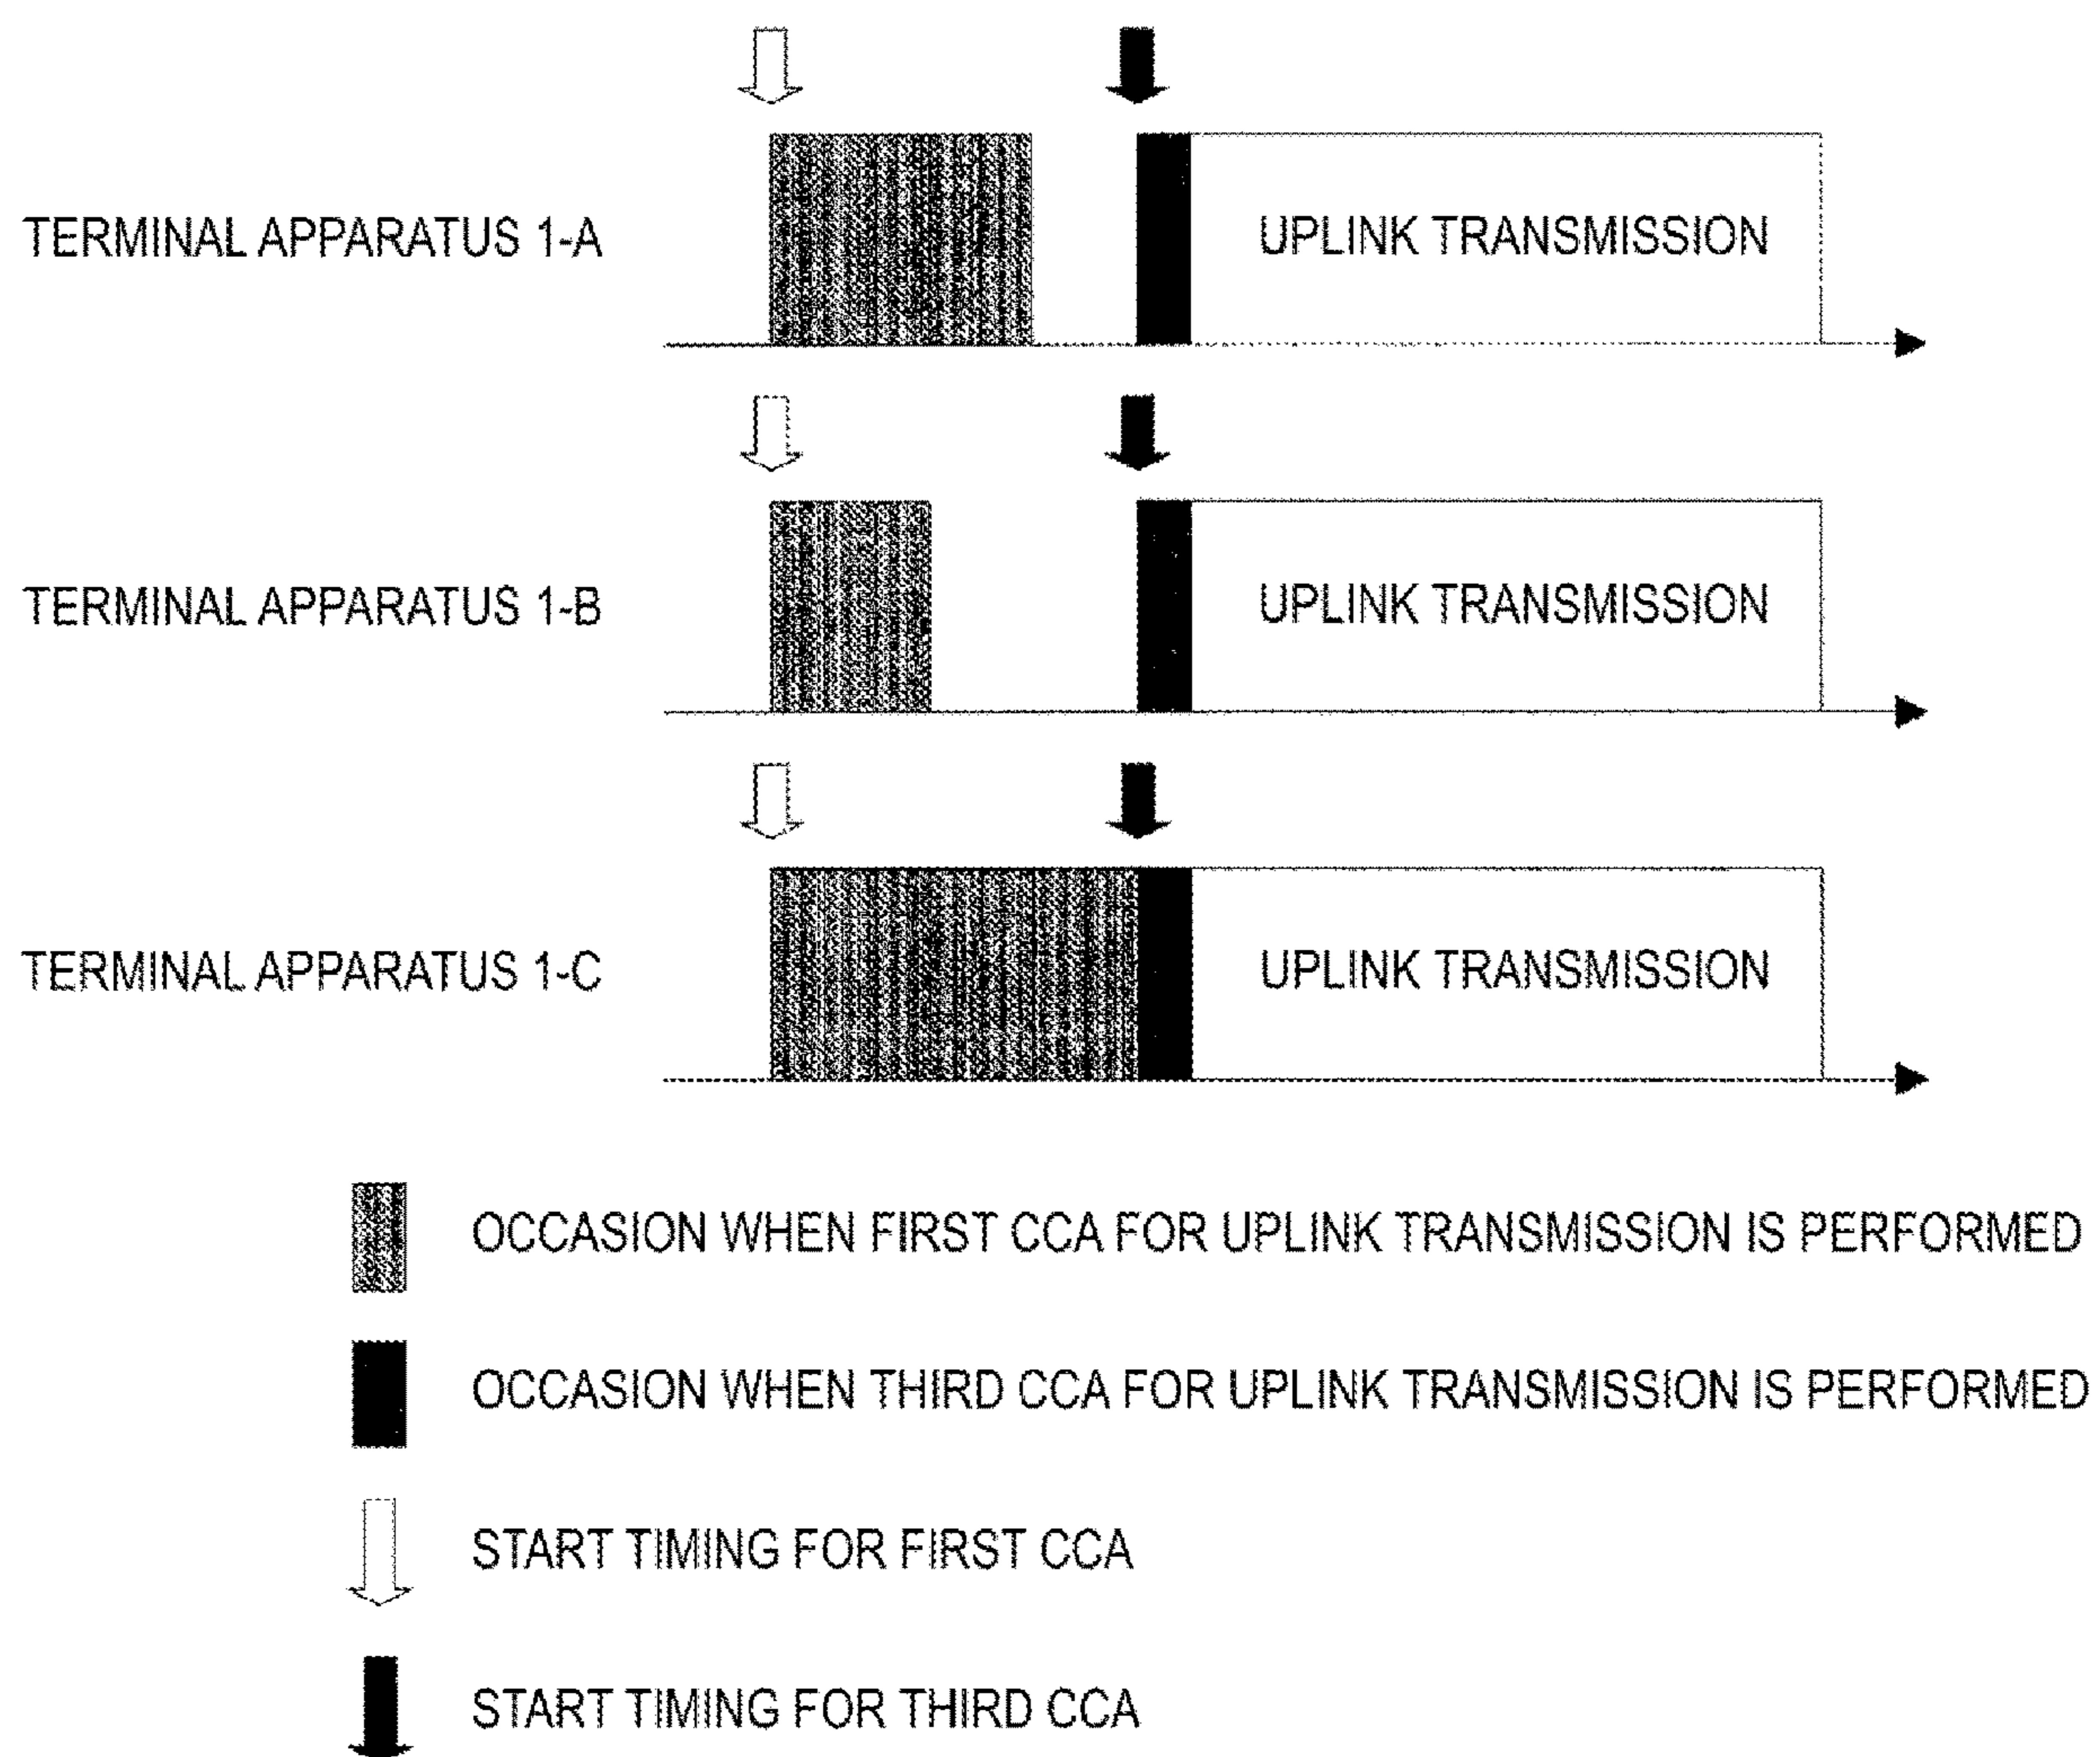 TERMINAL APPARATUS 1-A
UPLINK TRANSMISSION
TERMINAL APPARATUS 1-B
UPLINK TRANSMISSION
TERMINAL APPARATUS 1-C
UPLINK TRANSMISSION
OCCASION WHEN FIRST CCA FOR UPLINK TRANSMISSION IS PERFORMED
OCCASION WHEN THIRD CCA FOR UPLINK TRANSMISSION IS PERFORMED
START TIMING FOR FIRST CCA
START TIMING FOR THIRD CCA